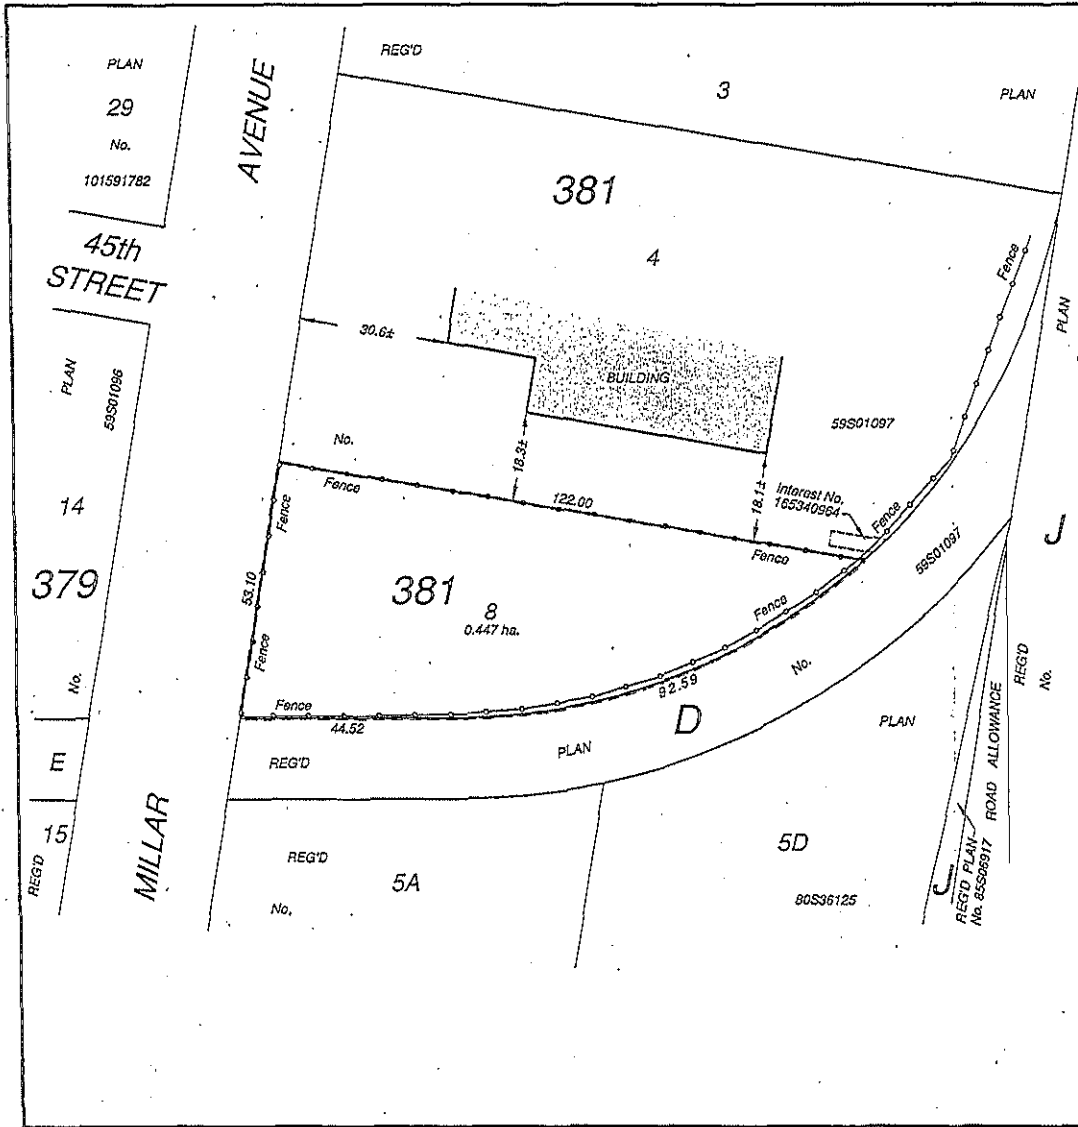 REG'D
3
PLAN
PLAN
29
No.
101591782
AVENUE
381
4
45th
STREET
Fence
PLAN
30.6±
BUILDING
PLAN
59S01096
59S01097
No.
18.3±
Fence
122.00
18.1±
Interest No.
165340964
Fence
Fence
14
Fence
59S01097
J
379
53.10
381
8
0.447 ha.
Fence
Fence
No.
No.
92.59
Fence
44.52
D
PLAN
REG'D
No.
E
REG'D
PLAN
ROAD ALLOWANCE
15
REG'D
MILLAR
REG'D
5A
No.
5D
80S36125
J
REG'D PLAN
No. 85S06917